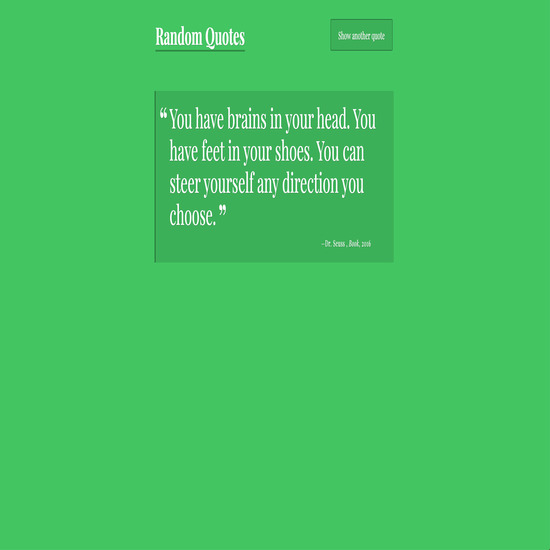 Random Quotes
Show another quote
“ You have brains in your head. You
have feet in your shoes. You can
steer yourself any direction you
choose. ”
– Dr. Seuss , Book, 2016